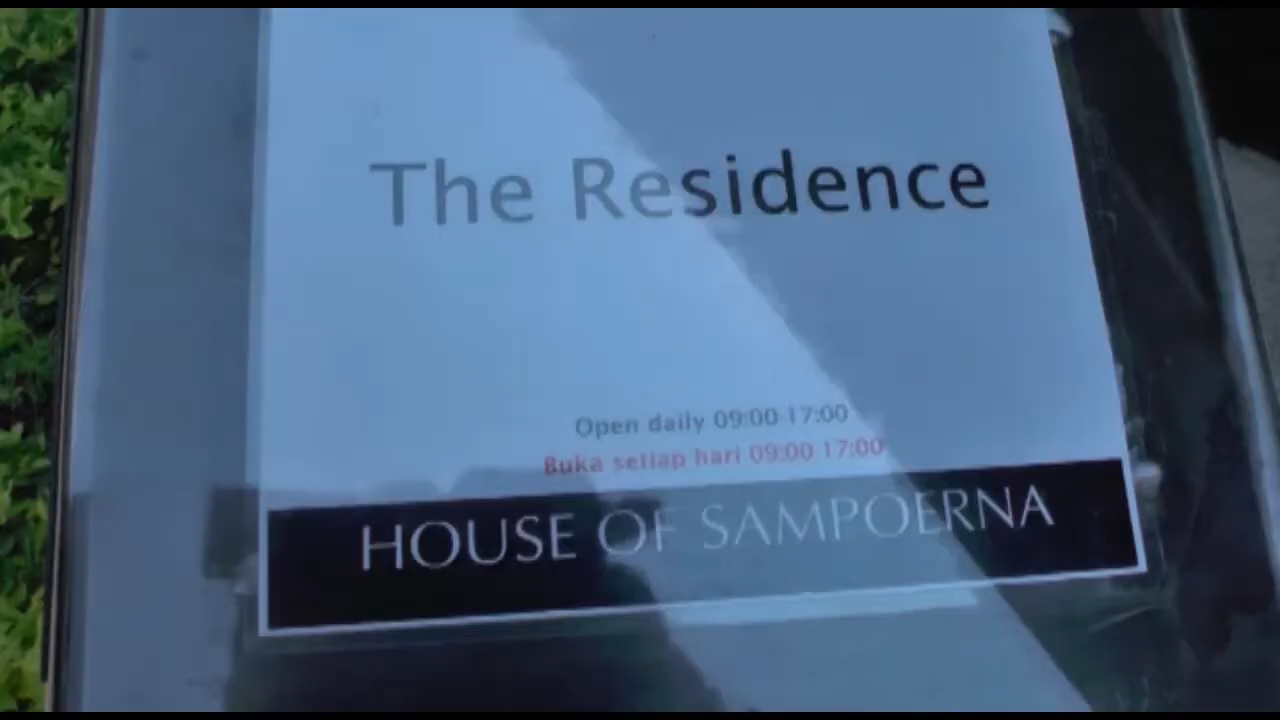 The Residence
Open daily 09:00 17:00
Buka setiap hari 09:00 17:00
HOUSE OF SAMPOERNA